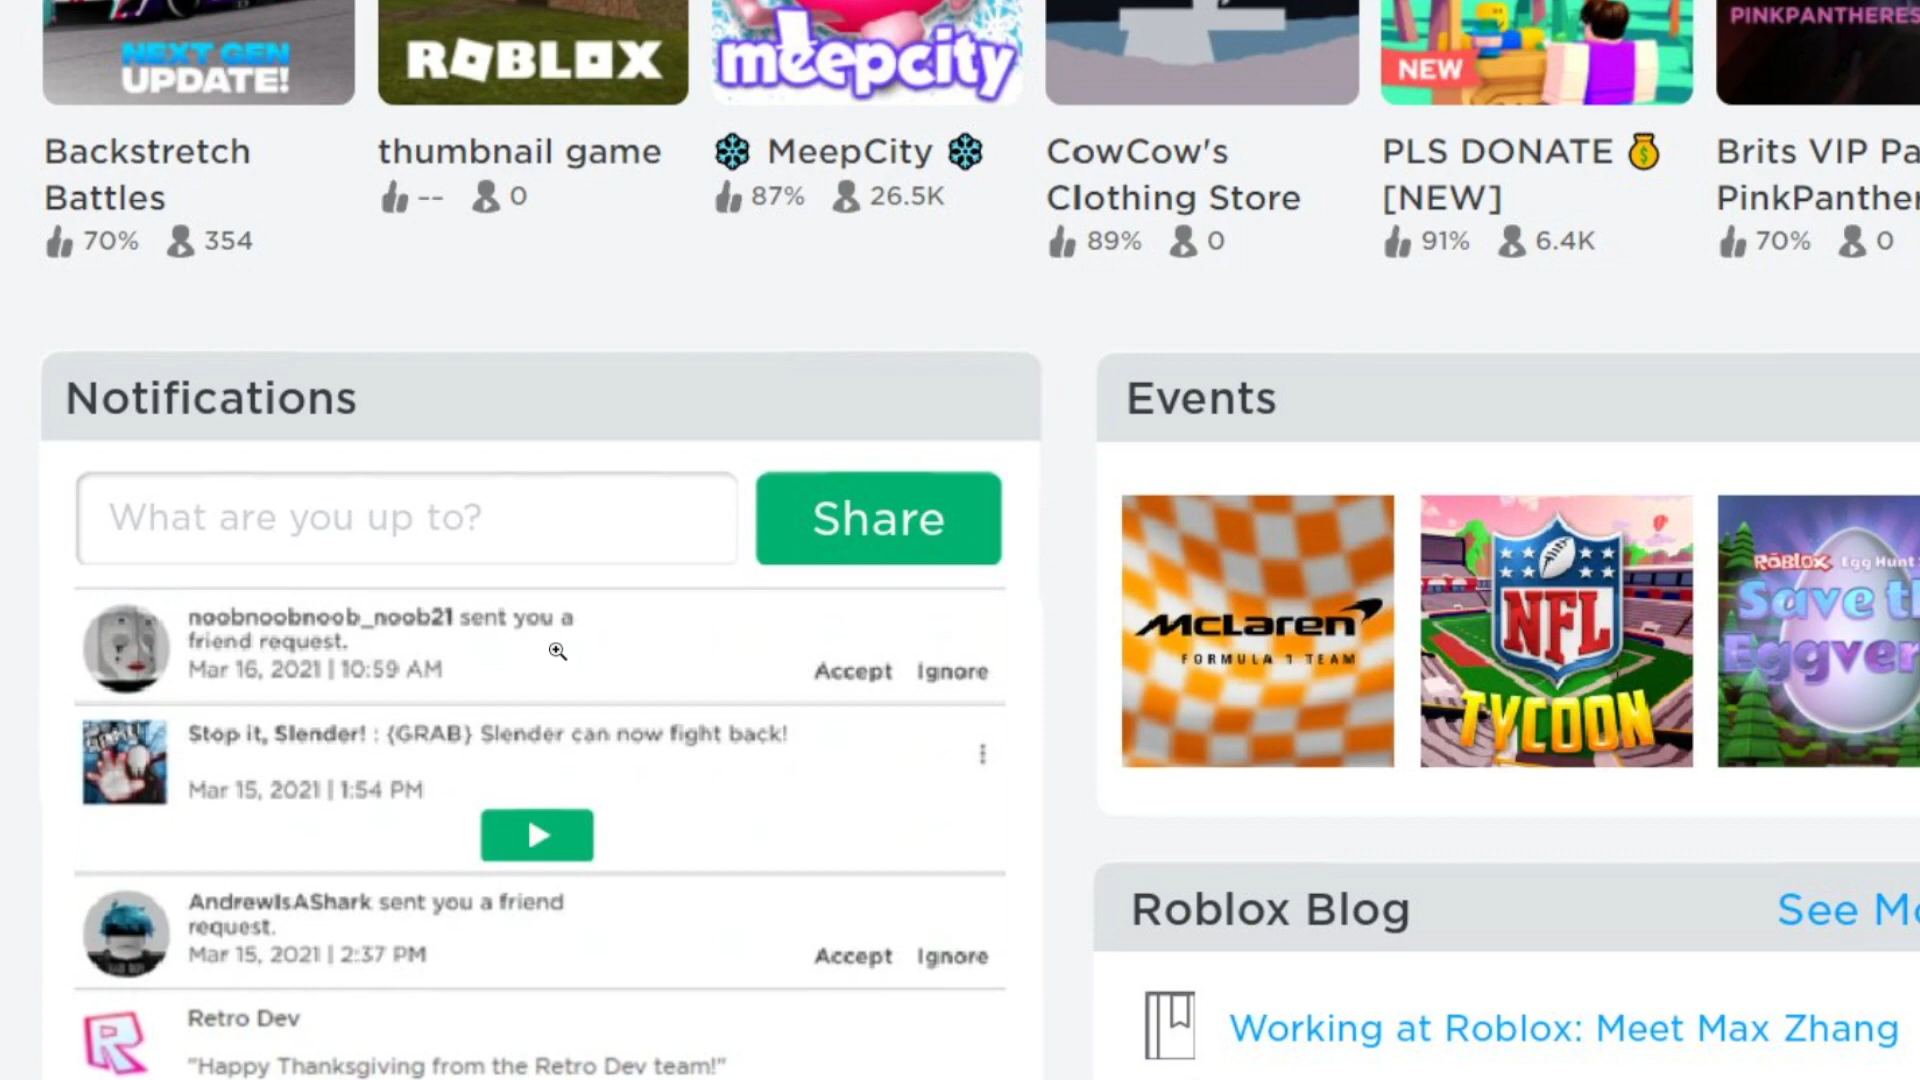 NEXT GEN
UPDATE!
ROBLOX
meepcity
NEW
PINKPANTHERES
Backstretch
Battles
70% 354
thumbnail game
-- 0
MeepCity
87% 26.5K
CowCow's
Clothing Store
89% 0
PLS DONATE
[NEW]
91% 6.4K
Brits VIP Pa
PinkPanther
70% 0
Notifications
What are you up to?
Share
noobnoobnoob_noob21 sent you a
friend request.
Mar 16, 2021 | 10:59 AM
Accept Ignore
Stop it, Slender! : {GRAB} Slender can now fight back!
Mar 15, 2021 | 1:54 PM
AndrewIsAShark sent you a friend
request.
Mar 15, 2021 | 2:37 PM
Accept Ignore
Retro Dev
"Happy Thanksgiving from the Retro Dev team!"
Events
McLaren
FORMULA 1 TEAM
NFL
TYCOON
ROBLOX Egg Hunt
Save th
Eggver
Roblox Blog
See Mo
Working at Roblox: Meet Max Zhang